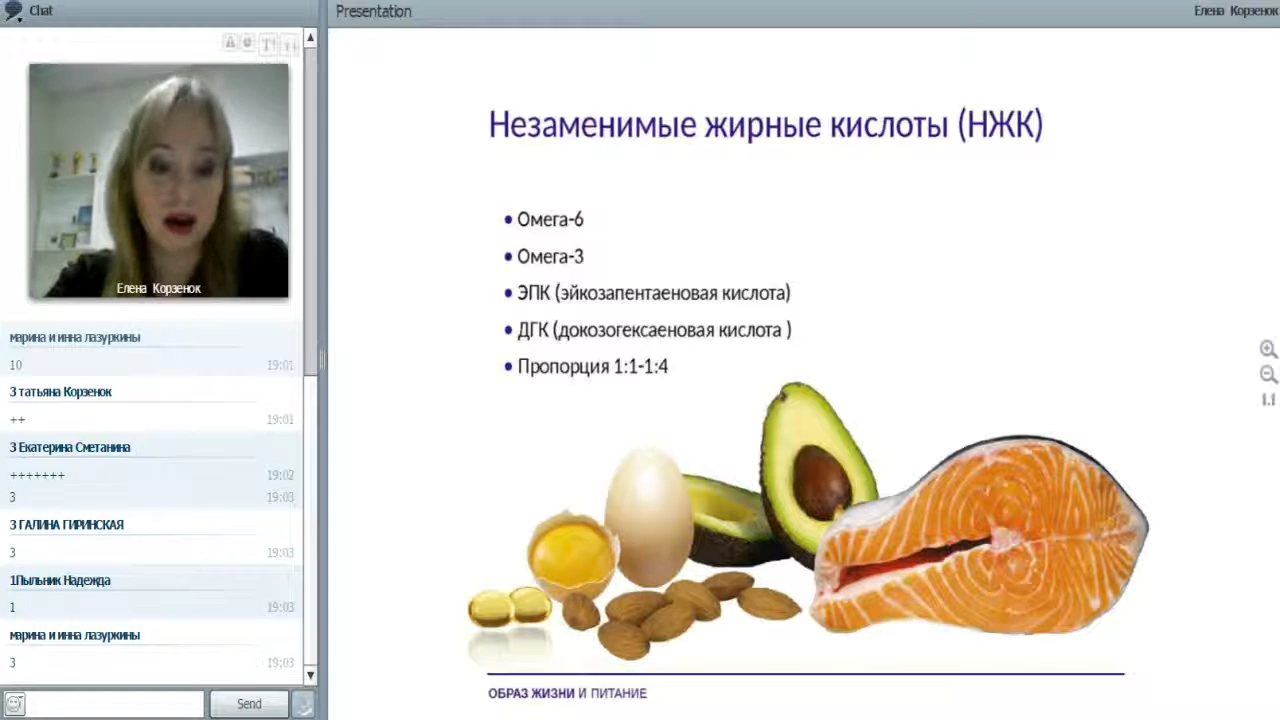 Chat
Елена Корзенок
марина и инна лазуркины
10 19:01
3 татьяна Корзенок
++ 19:01
3 Екатерина Сметанина
+++++++ 19:02
3 19:03
3 ГАЛИНА ГИРИНСКАЯ
3 19:03
1Пыльник Надежда
1 19:03
марина и инна лазуркины
3 19:03
Send
Presentation
Елена Корзенок
Незаменимые жирные кислоты (НЖК)
• Омега-6
• Омега-3
• ЭПК (эйкозапентаеновая кислота)
• ДГК (докозогексаеновая кислота )
• Пропорция 1:1-1:4
1.1
ОБРАЗ ЖИЗНИ И ПИТАНИЕ